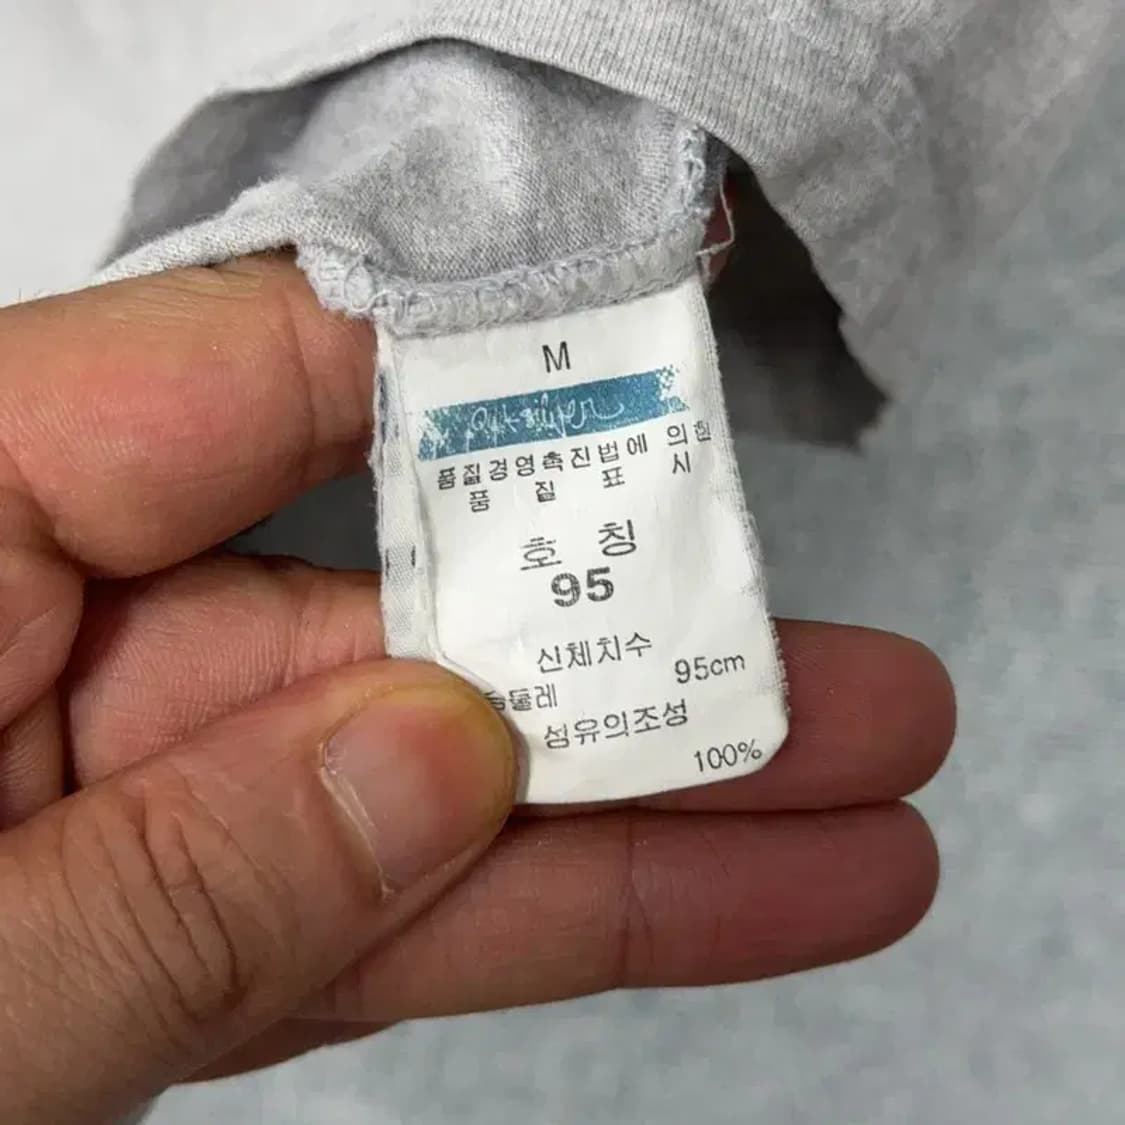 M
Quiksilver
품질경영촉진법에 의한
품 질 표 시
호 칭
95
신체치수
둘레 95cm
섬유의조성
100%